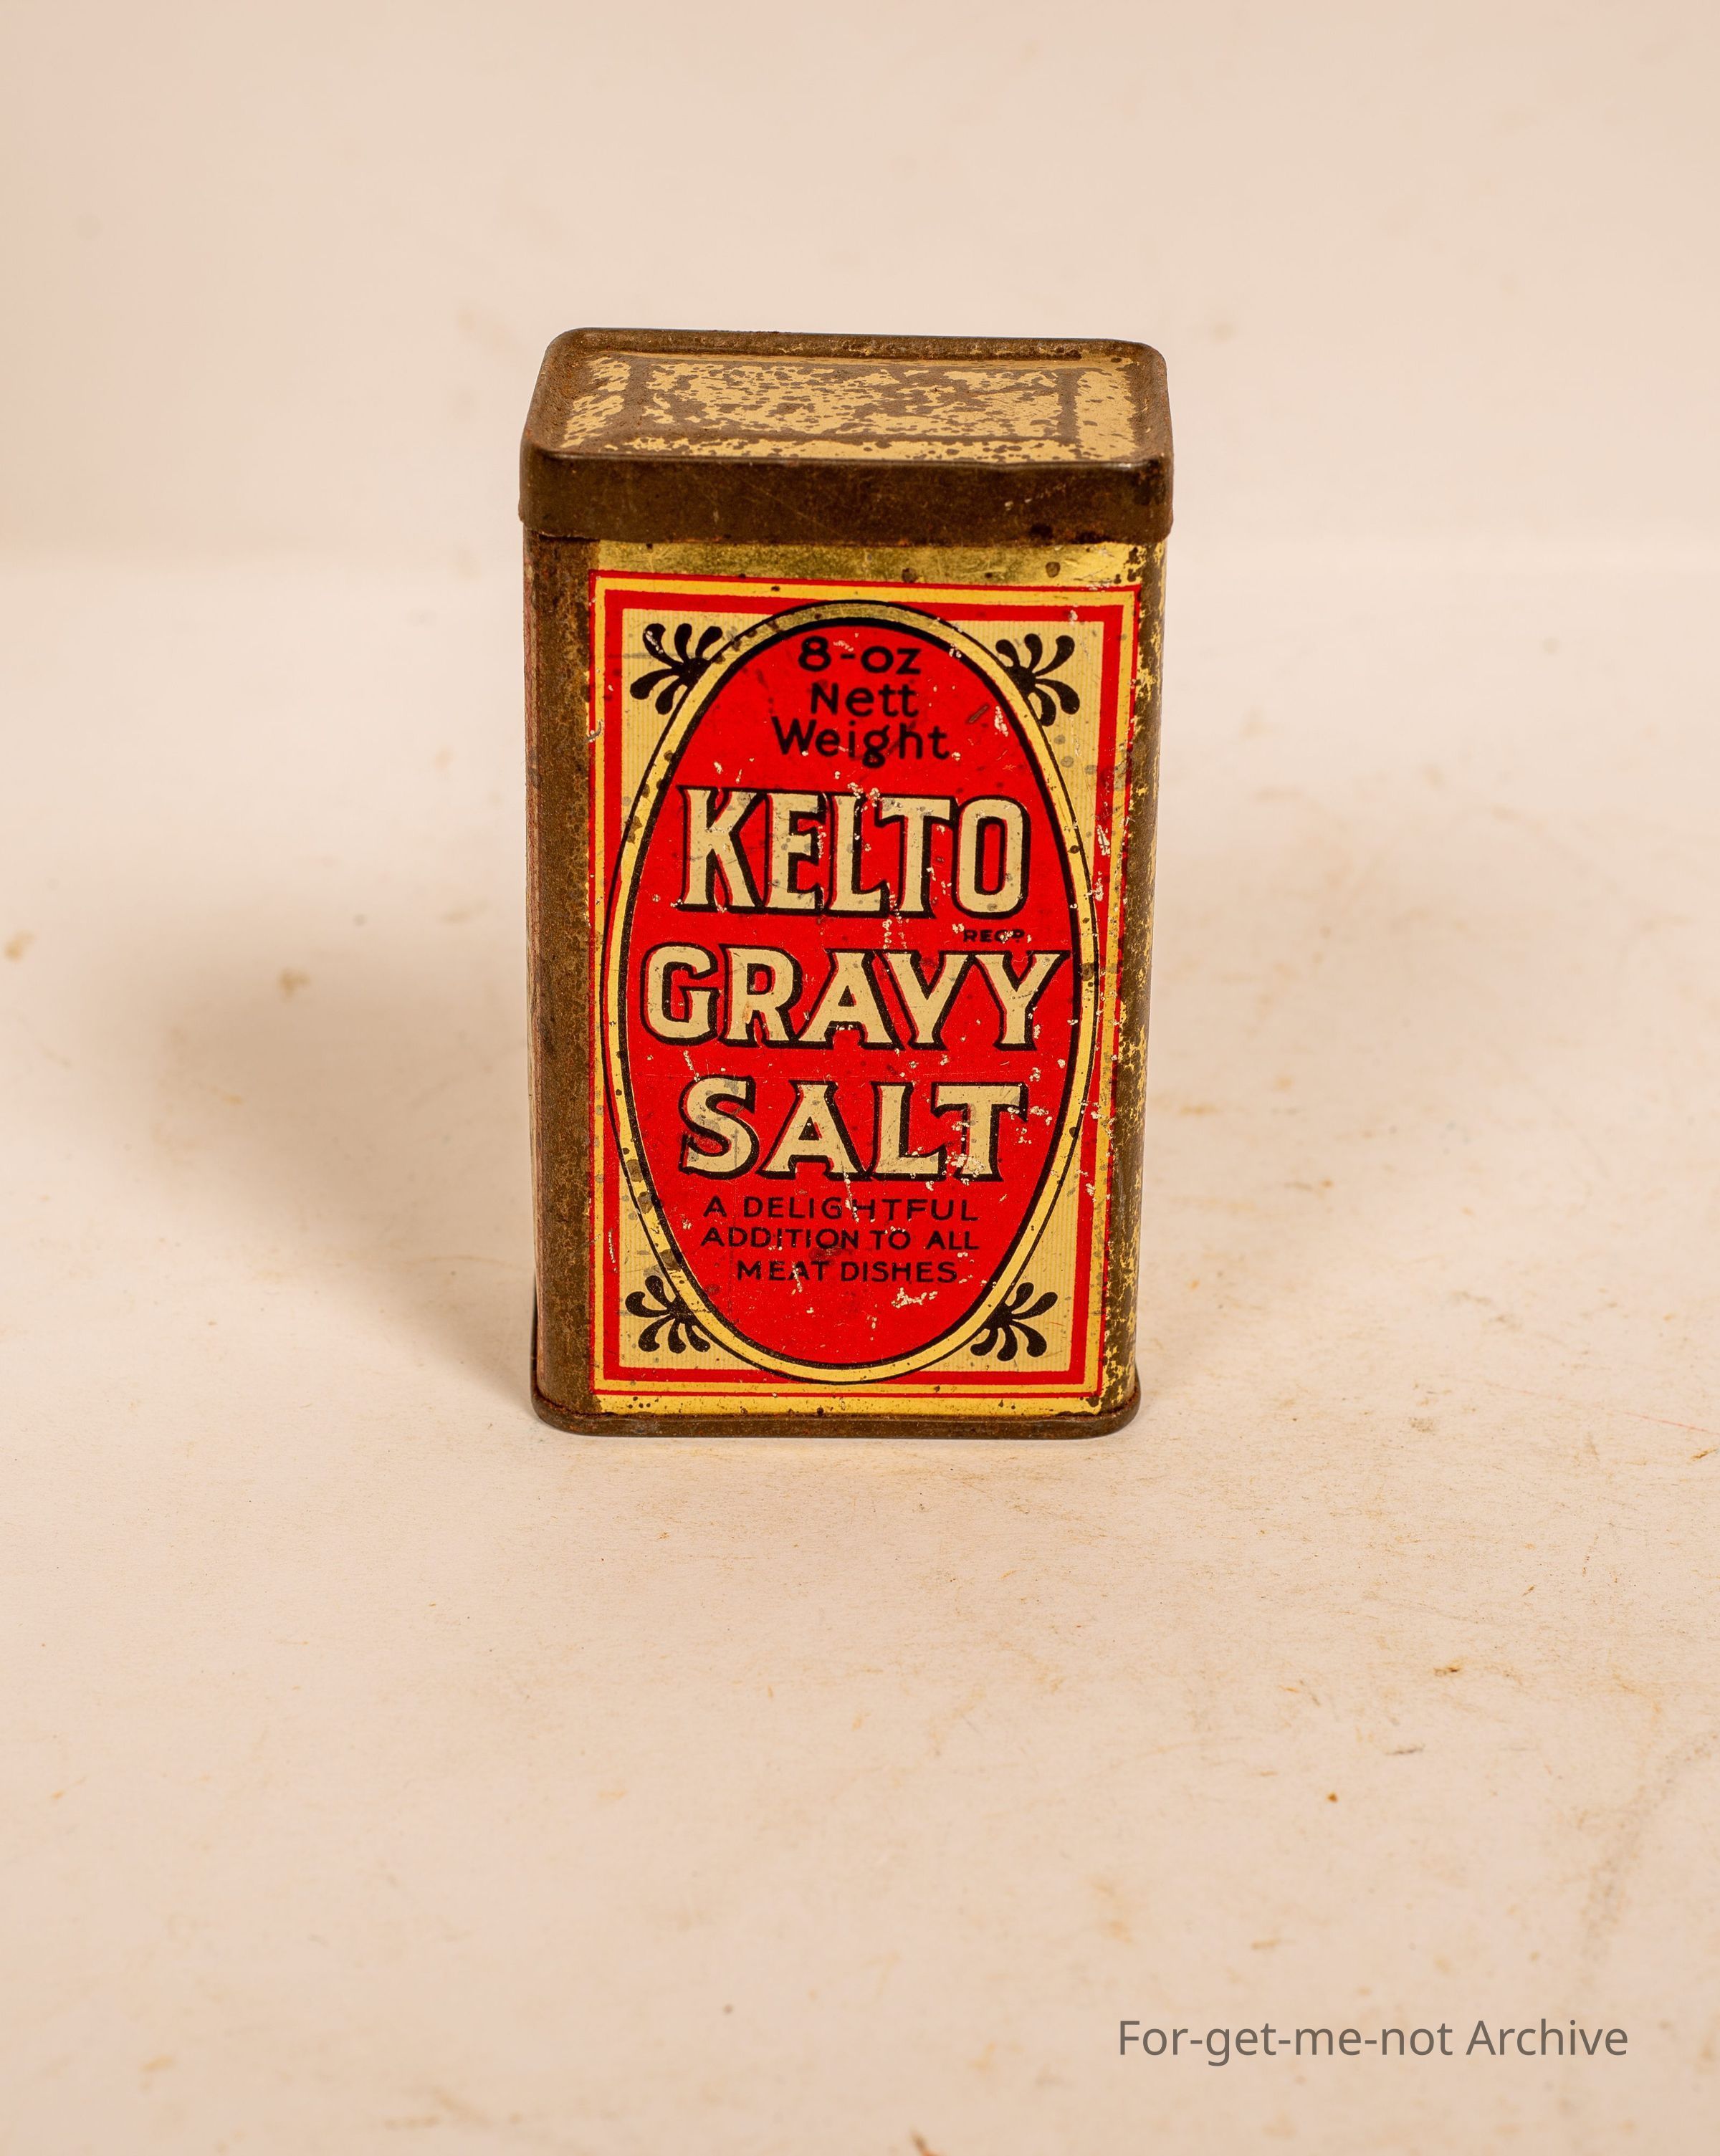 8-oz
Nett
Weight
KELTO
REGD
GRAVY
SALT
A DELIGHTFUL
ADDITION TO ALL
MEAT DISHES
For-get-me-not Archive